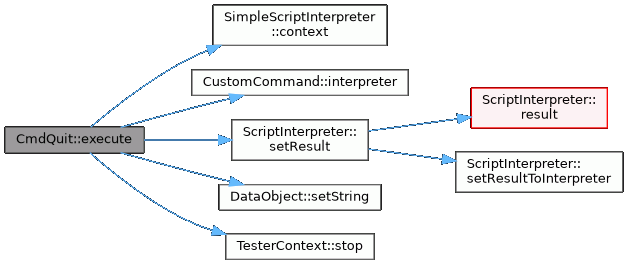 CmdQuit::execute
SimpleScriptInterpreter
::context
CustomCommand::interpreter
ScriptInterpreter::
setResult
ScriptInterpreter::
result
ScriptInterpreter::
setResultToInterpreter
DataObject::setString
TesterContext::stop